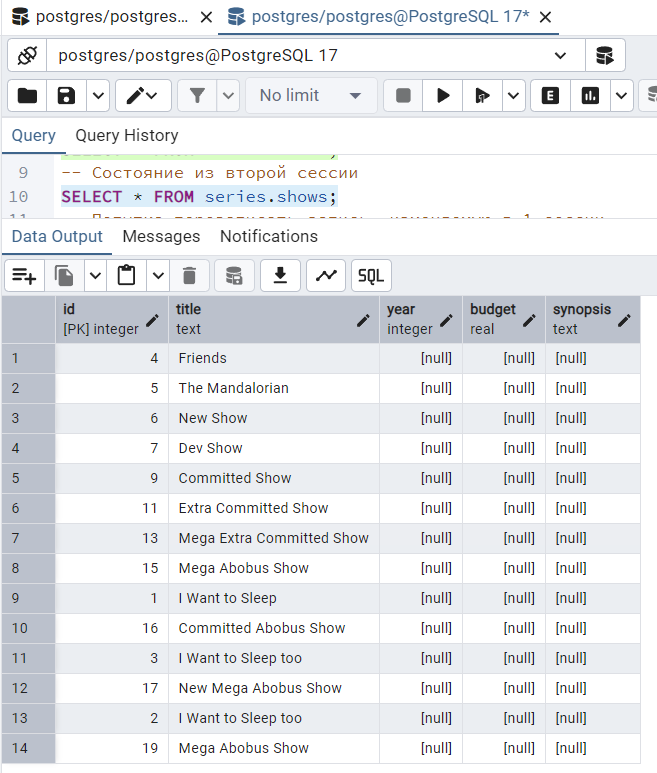 postgres/postgres... postgres/postgres@PostgreSQL 17*
postgres/postgres@PostgreSQL 17
No limit
Query Query History
9 -- Состояние из второй сессии
10 SELECT * FROM series.shows;
Data Output Messages Notifications
SQL
id title year budget synopsis
[PK] integer text integer real text
1 4 Friends [null] [null] [null]
2 5 The Mandalorian [null] [null] [null]
3 6 New Show [null] [null] [null]
4 7 Dev Show [null] [null] [null]
5 9 Committed Show [null] [null] [null]
6 11 Extra Committed Show [null] [null] [null]
7 13 Mega Extra Committed Show [null] [null] [null]
8 15 Mega Abobus Show [null] [null] [null]
9 1 I Want to Sleep [null] [null] [null]
10 16 Committed Abobus Show [null] [null] [null]
11 3 I Want to Sleep too [null] [null] [null]
12 17 New Mega Abobus Show [null] [null] [null]
13 2 I Want to Sleep too [null] [null] [null]
14 19 Mega Abobus Show [null] [null] [null]